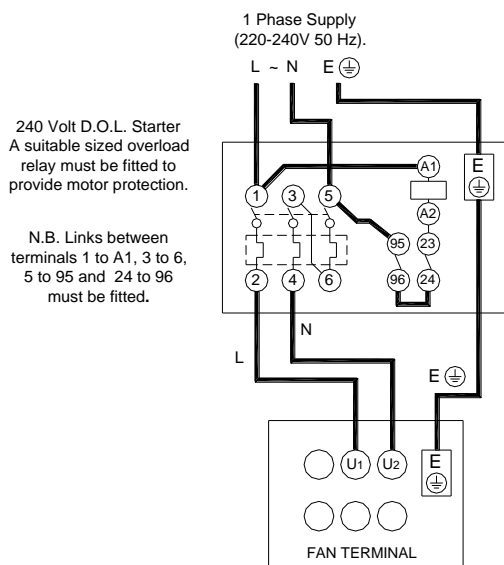 1 Phase Supply
(220-240V 50 Hz).
L ~ N E
240 Volt D.O.L. Starter
A suitable sized overload
relay must be fitted to
provide motor protection.
N.B. Links between
terminals 1 to A1, 3 to 6,
5 to 95 and 24 to 96
must be fitted.
A1 E
1 3 5
A2
95 23
2 4 6 96 24
N
L
E
U1 U2 E
FAN TERMINAL